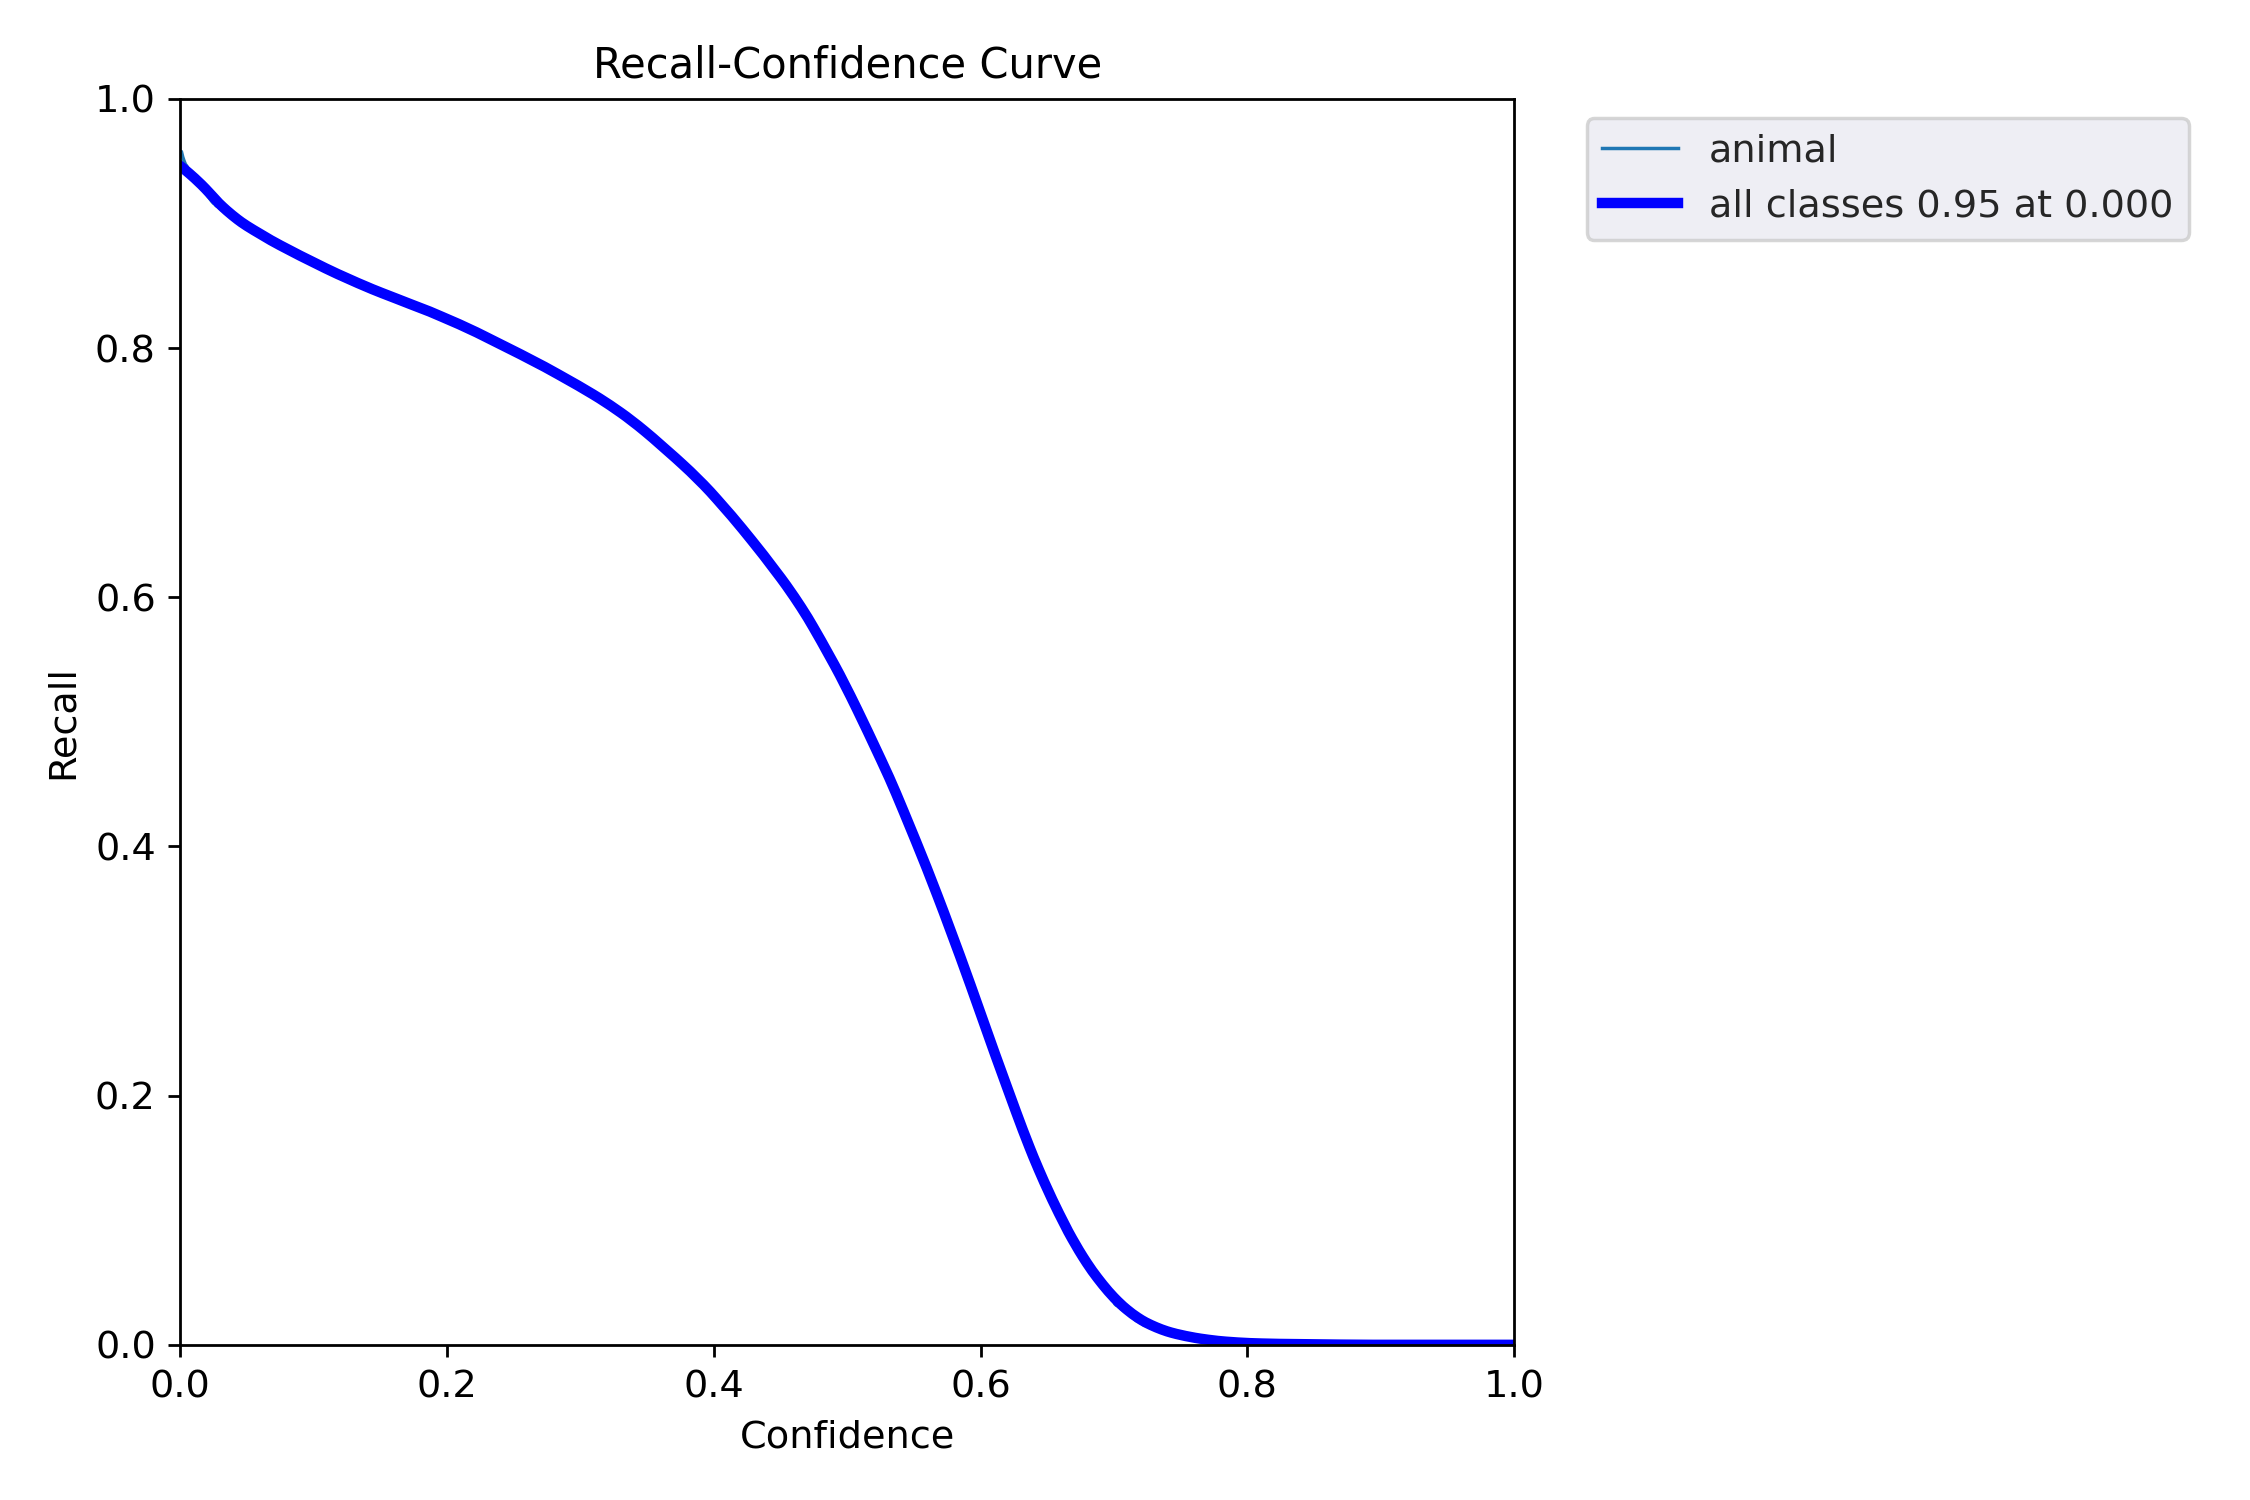 Recall-Confidence Curve
1.0
0.8
0.6
0.4
0.2
0.0
Recall
0.0 0.2 0.4 0.6 0.8 1.0
Confidence
animal
all classes 0.95 at 0.000